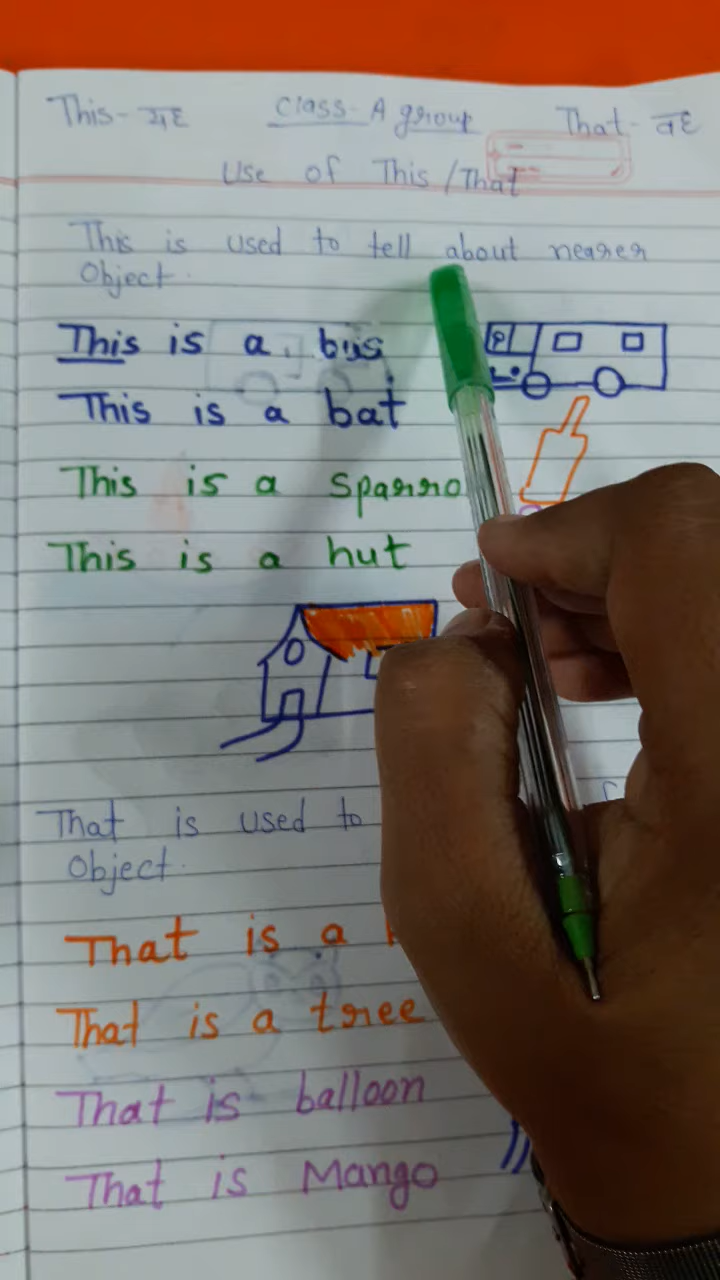 This - यह Class - A group That - वह
Use of This / That
This is used to tell about nearer
Object.
This is a bus
This is a bat
This is a Sparro
This is a hut
That is used to
Object.
That is a
That is a tree
That is balloon
That is Mango